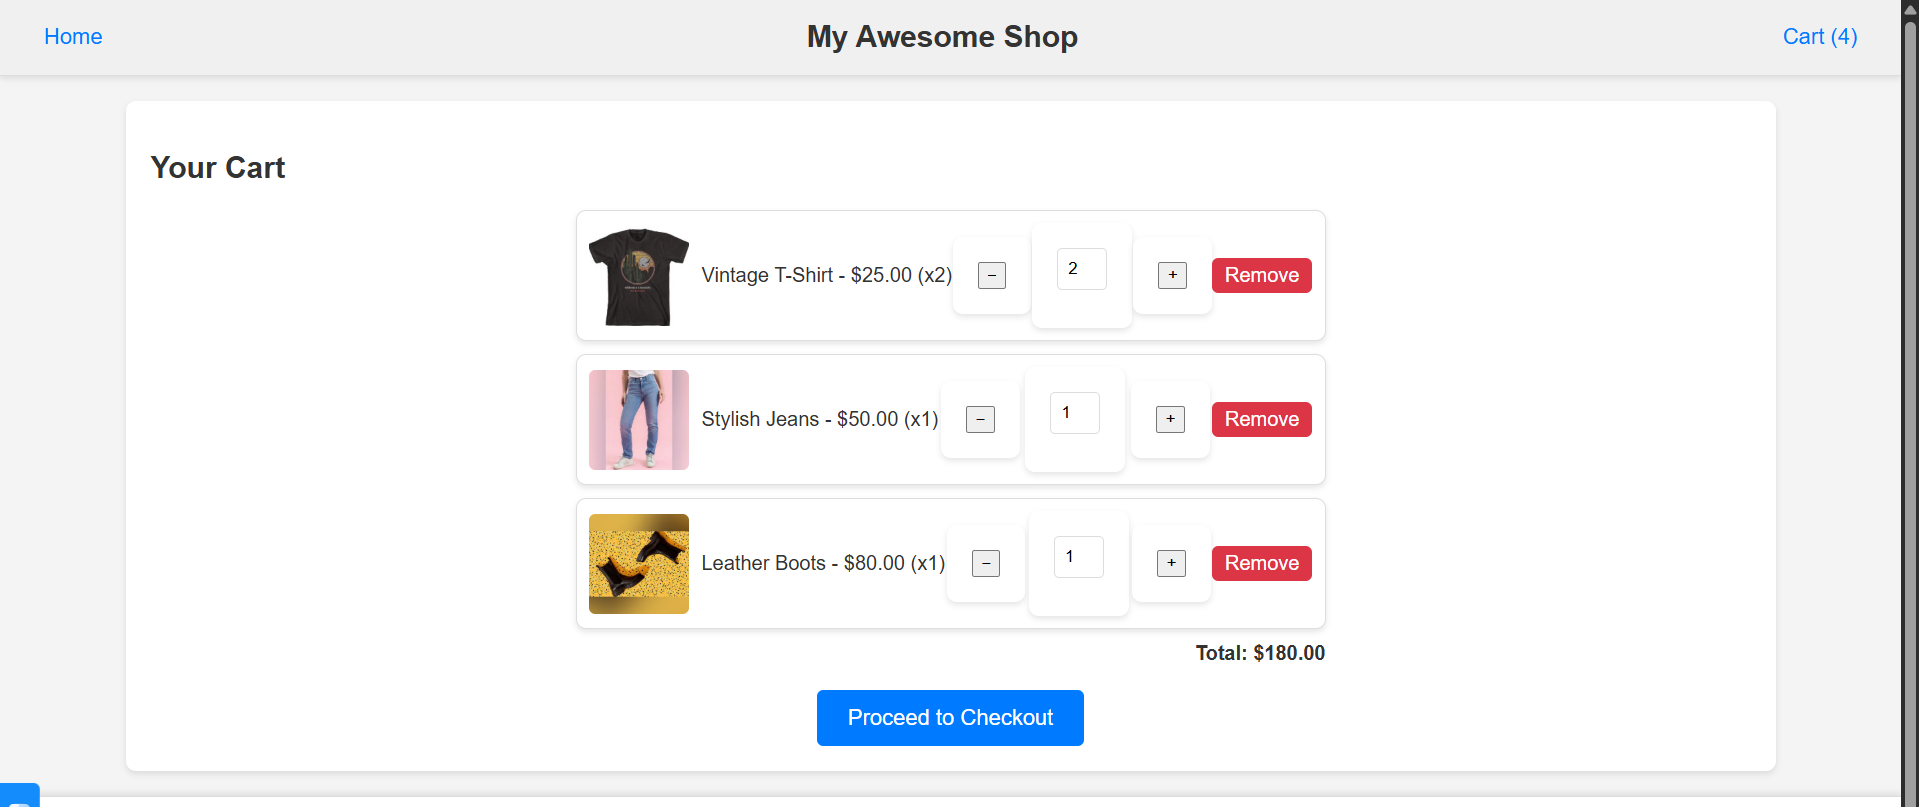 Home
My Awesome Shop
Cart (4)
Your Cart
Vintage T-Shirt - $25.00 (x2)
−
2
+
Remove
Stylish Jeans - $50.00 (x1)
−
1
+
Remove
Leather Boots - $80.00 (x1)
−
1
+
Remove
Total: $180.00
Proceed to Checkout